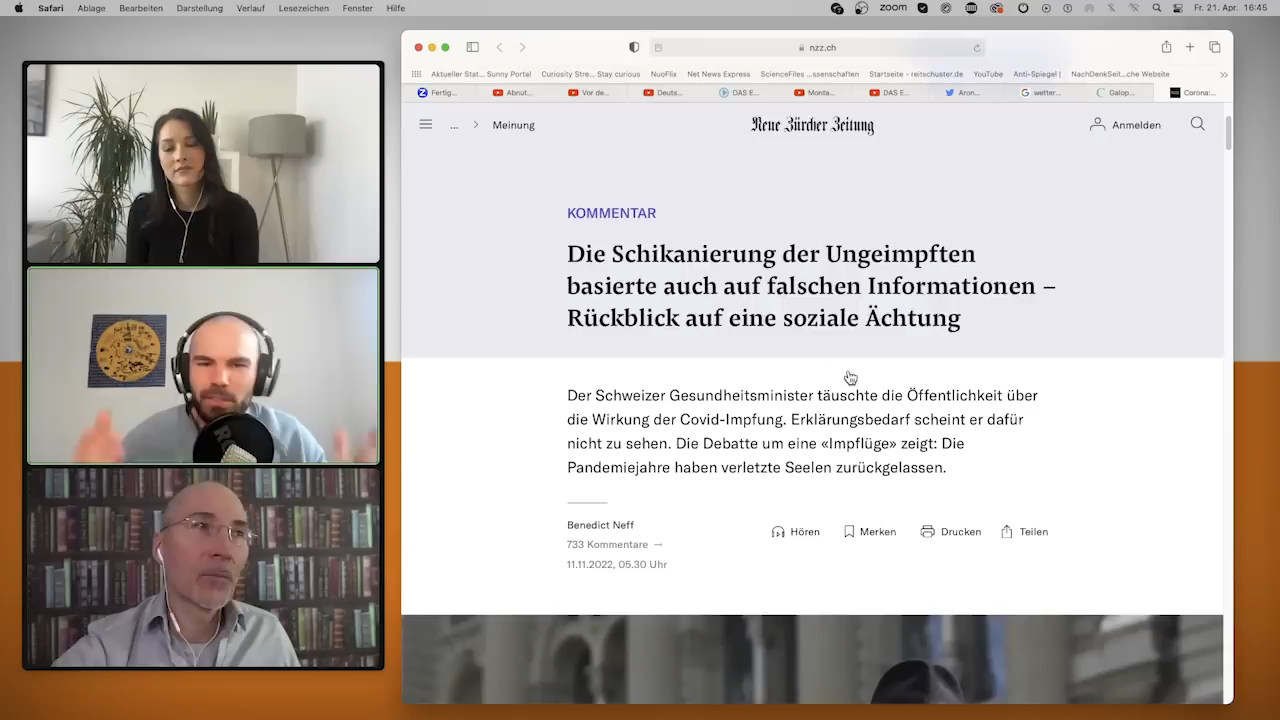 Safari Ablage Bearbeiten Darstellung Verlauf Lesezeichen Fenster Hilfe zoom Fr. 21. Apr. 16:45
nzz.ch
Aktueller Stat... Sunny Portal Curiosity Stre... Stay curious NuoFlix Net News Express ScienceFiles ...ssenschaften Startseite - reitschuster.de YouTube Anti-Spiegel | NachDenkSeit...che Website
Fertig... Abnut... Vor de... Deuts... DAS E... Monta... DAS E... Aron... wetter... Galop... Corona:...
... Meinung Neue Zürcher Zeitung Anmelden
KOMMENTAR
Die Schikanierung der Ungeimpften
basierte auch auf falschen Informationen –
Rückblick auf eine soziale Ächtung
Der Schweizer Gesundheitsminister täuschte die Öffentlichkeit über
die Wirkung der Covid-Impfung. Erklärungsbedarf scheint er dafür
nicht zu sehen. Die Debatte um eine «Impflüge» zeigt: Die
Pandemiejahre haben verletzte Seelen zurückgelassen.
Benedict Neff
733 Kommentare →
11.11.2022, 05.30 Uhr
Hören Merken Drucken Teilen